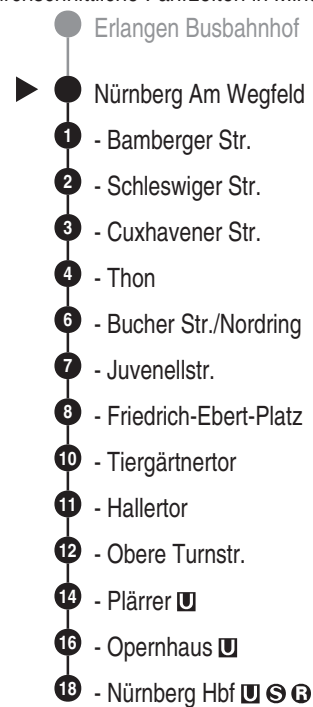 Erlangen Busbahnhof
Nürnberg Am Wegfeld
1 - Bamberger Str.
2 - Schleswiger Str.
3 - Cuxhavener Str.
4 - Thon
6 - Bucher Str./Nordring
7 - Juvenellstr.
8 - Friedrich-Ebert-Platz
10 - Tiergärtnertor
11 - Hallertor
12 - Obere Turnstr.
14 - Plärrer U
16 - Opernhaus U
18 - Nürnberg Hbf U S R